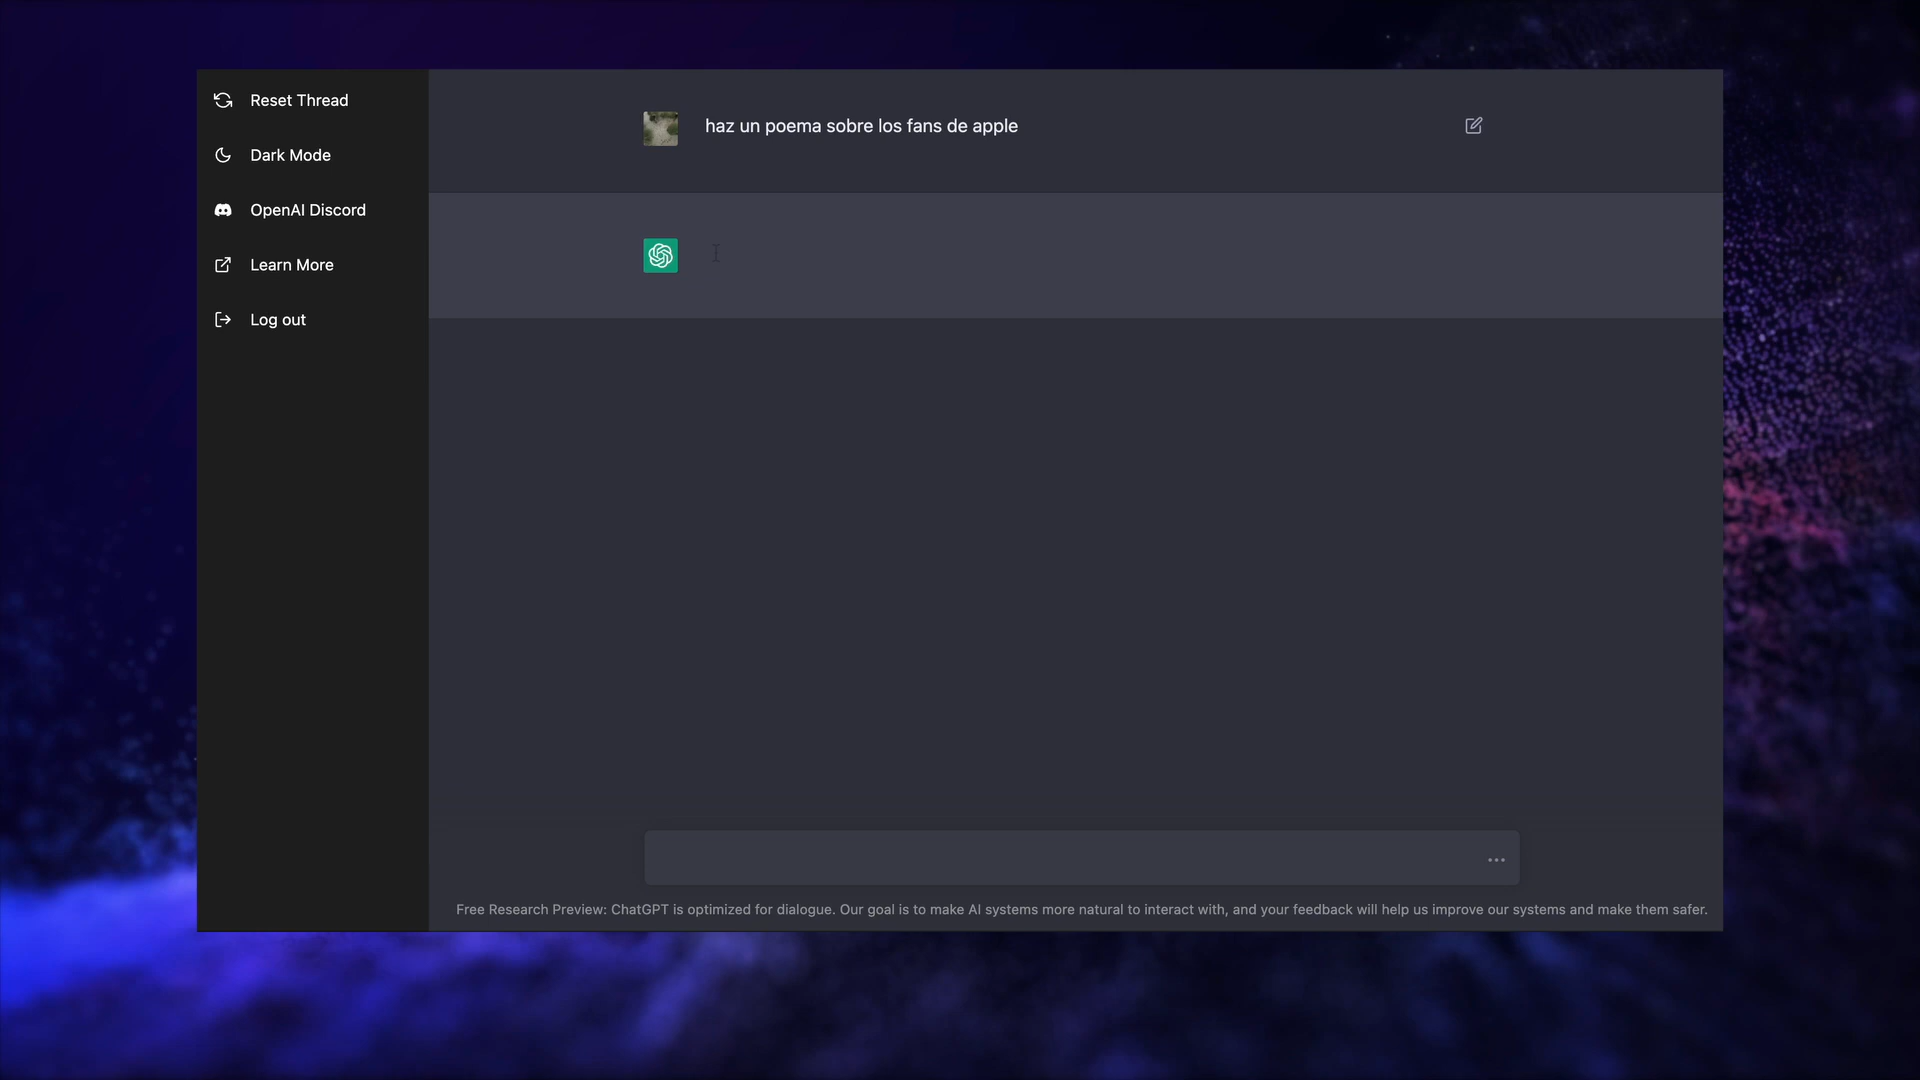 Reset Thread
Dark Mode
OpenAI Discord
Learn More
Log out
haz un poema sobre los fans de apple
Free Research Preview: ChatGPT is optimized for dialogue. Our goal is to make AI systems more natural to interact with, and your feedback will help us improve our systems and make them safer.